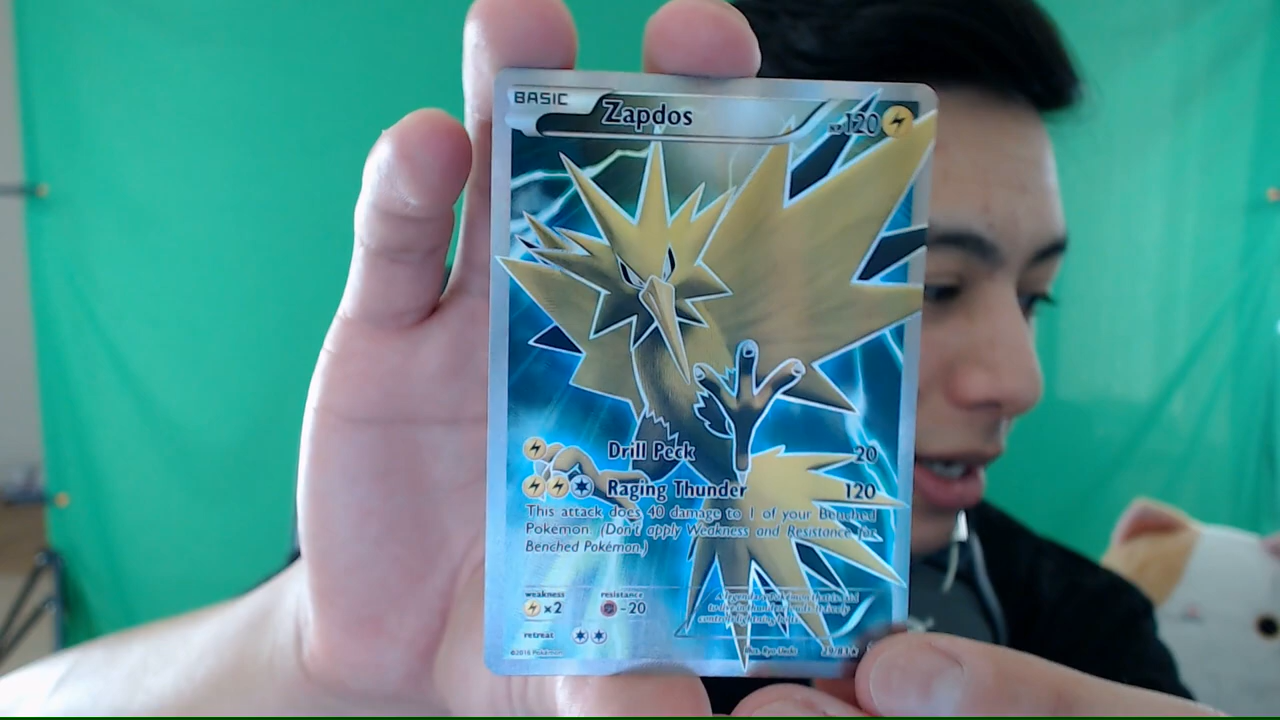 BASIC Zapdos HP120
Drill Peck 20
Raging Thunder 120
This attack does 40 damage to 1 of your Benched
Pokémon. (Don't apply Weakness and Resistance for
Benched Pokémon.)
weakness resistance
x2 -20
retreat
©2016 Pokémon